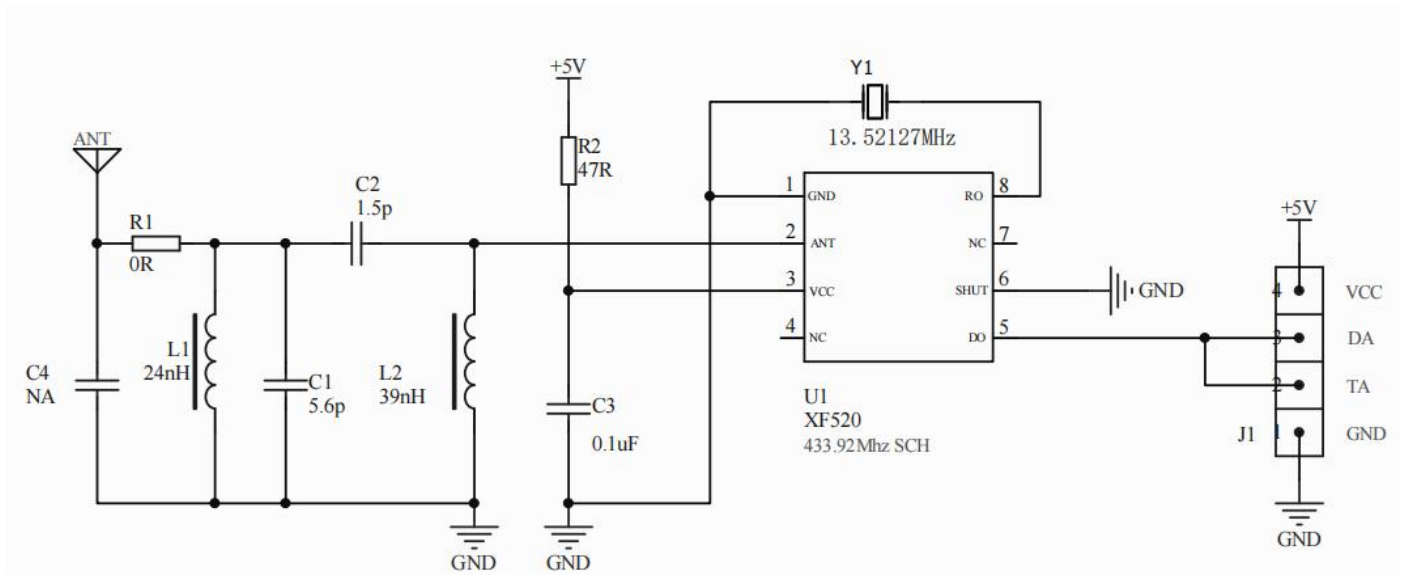 +5V
Y1
13.52127MHz
ANT
R2
47R
C2
1.5p
R1
0R
1 GND
RO 8
2 ANT
NC 7
3 VCC
SHUT 6
GND
4 NC
DO 5
+5V
4 VCC
3 DA
2 TA
J1 1 GND
GND
L1
24nH
C4
NA
C1
5.6p
L2
39nH
C3
0.1uF
U1
XF520
433.92Mhz SCH
GND
GND